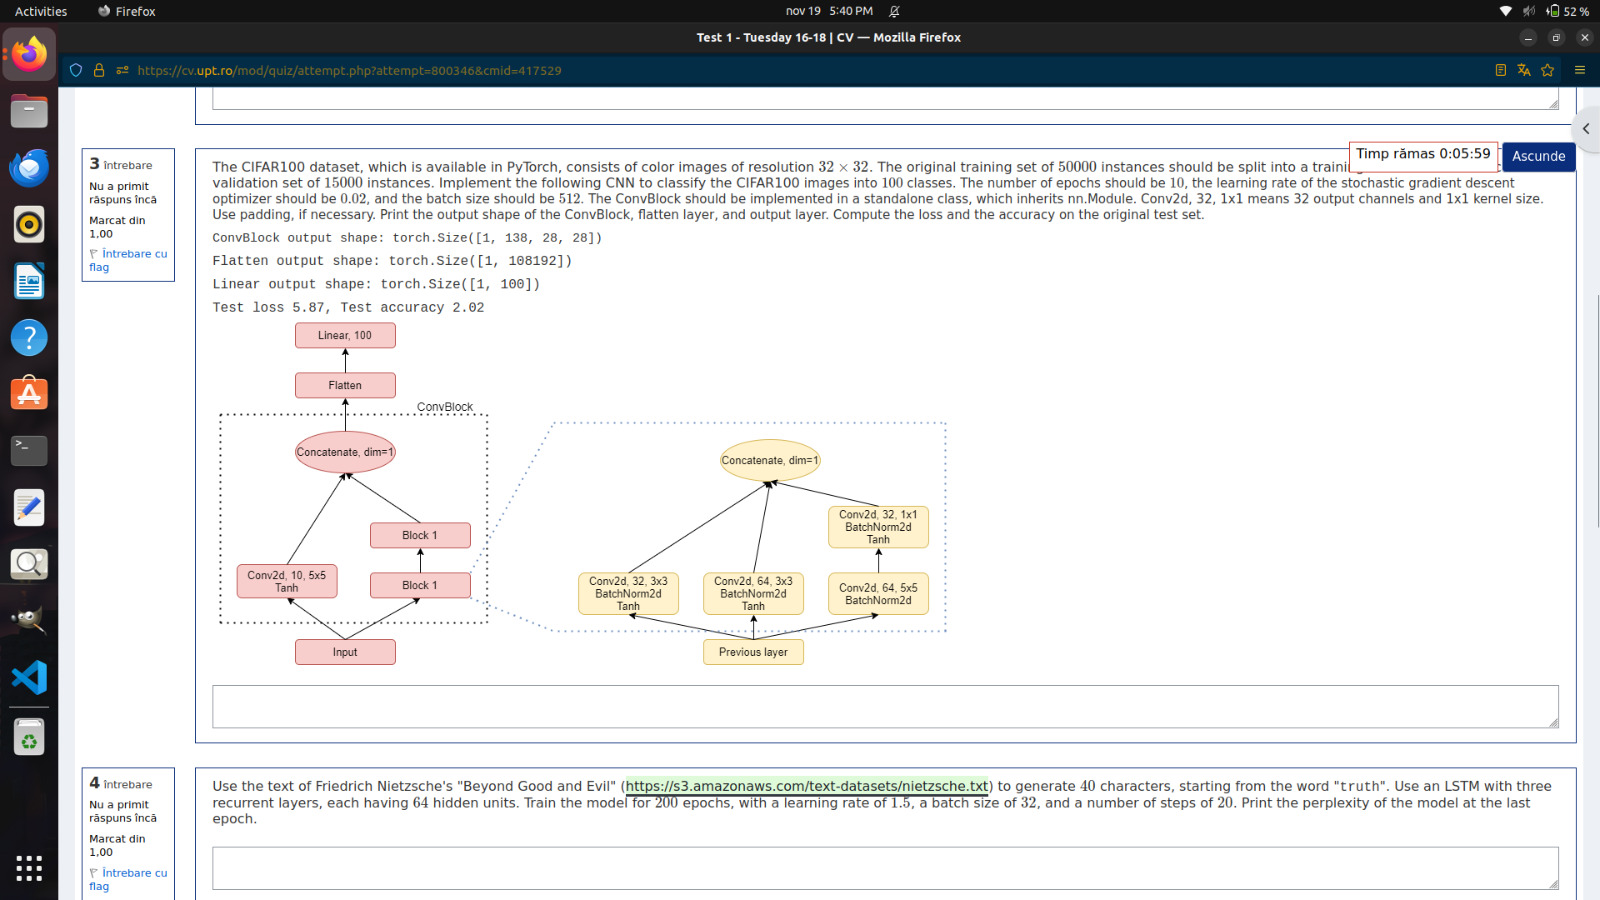 Activities
Firefox
nov 19 5:40 PM
52 %
Test 1 - Tuesday 16-18 | CV — Mozilla Firefox
https://cv.upt.ro/mod/quiz/attempt.php?attempt=800346&cmid=417529
3 întrebare
Nu a primit
răspuns încă
Marcat din
1,00
Întrebare cu
flag
Timp rămas 0:05:59
Ascunde
The CIFAR100 dataset, which is available in PyTorch, consists of color images of resolution 32 × 32. The original training set of 50000 instances should be split into a
validation set of 15000 instances. Implement the following CNN to classify the CIFAR100 images into 100 classes. The number of epochs should be 10, the learning rate of the stochastic gradient descent
optimizer should be 0.02, and the batch size should be 512. The ConvBlock should be implemented in a standalone class, which inherits nn.Module. Conv2d, 32, 1x1 means 32 output channels and 1x1 kernel size.
Use padding, if necessary. Print the output shape of the ConvBlock, flatten layer, and output layer. Compute the loss and the accuracy on the original test set.
ConvBlock output shape: torch.Size([1, 138, 28, 28])
Flatten output shape: torch.Size([1, 108192])
Linear output shape: torch.Size([1, 100])
Test loss 5.87, Test accuracy 2.02
Linear, 100
Flatten
ConvBlock
Concatenate, dim=1
Block 1
Block 1
Conv2d, 10, 5x5
Tanh
Input
Concatenate, dim=1
Conv2d, 32, 1x1
BatchNorm2d
Tanh
Conv2d, 32, 3x3
BatchNorm2d
Tanh
Conv2d, 64, 3x3
BatchNorm2d
Tanh
Conv2d, 64, 5x5
BatchNorm2d
Previous layer
4 întrebare
Nu a primit
răspuns încă
Marcat din
1,00
Întrebare cu
flag
Use the text of Friedrich Nietzsche's "Beyond Good and Evil" (https://s3.amazonaws.com/text-datasets/nietzsche.txt) to generate 40 characters, starting from the word "truth". Use an LSTM with three
recurrent layers, each having 64 hidden units. Train the model for 200 epochs, with a learning rate of 1.5, a batch size of 32, and a number of steps of 20. Print the perplexity of the model at the last
epoch.